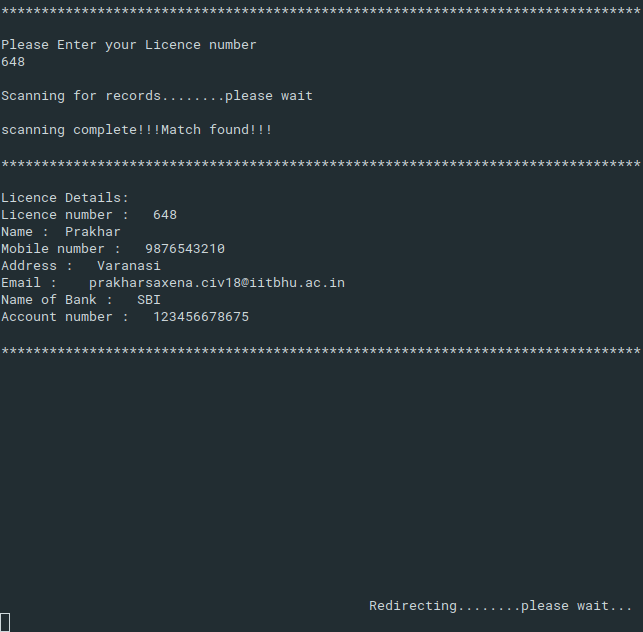 ********************************************************************************
Please Enter your Licence number
648
Scanning for records........please wait
scanning complete!!!Match found!!!
********************************************************************************
Licence Details:
Licence number :   648
Name :  Prakhar
Mobile number :   9876543210
Address :   Varanasi
Email :    prakharsaxena.civ18@iitbhu.ac.in
Name of Bank :   SBI
Account number :   123456678675
********************************************************************************
Redirecting........please wait...